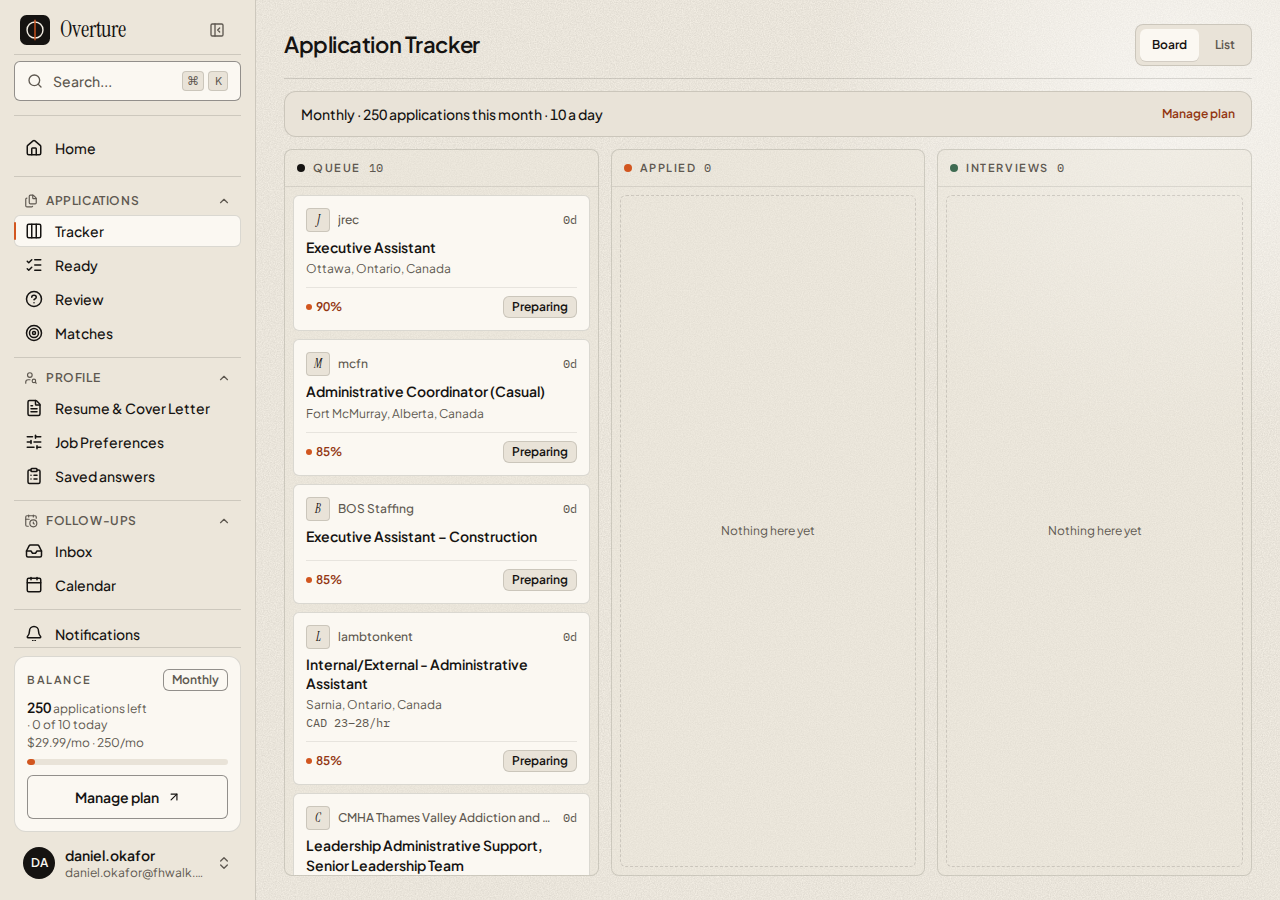 Overture
Search...
⌘ K
Home
APPLICATIONS
Tracker
Ready
Review
Matches
PROFILE
Resume & Cover Letter
Job Preferences
Saved answers
FOLLOW-UPS
Inbox
Calendar
Notifications
BALANCE
Monthly
250 applications left
· 0 of 10 today
$29.99/mo · 250/mo
Manage plan
DA
daniel.okafor
daniel.okafor@fhwalk.…
Application Tracker
Board
List
Monthly · 250 applications this month · 10 a day
Manage plan
QUEUE 10
J jrec 0d
Executive Assistant
Ottawa, Ontario, Canada
90% Preparing
M mcfn 0d
Administrative Coordinator (Casual)
Fort McMurray, Alberta, Canada
85% Preparing
B BOS Staffing 0d
Executive Assistant – Construction
85% Preparing
L lambtonkent 0d
Internal/External - Administrative
Assistant
Sarnia, Ontario, Canada
CAD 23–28/hr
85% Preparing
C CMHA Thames Valley Addiction and … 0d
Leadership Administrative Support,
Senior Leadership Team
APPLIED 0
Nothing here yet
INTERVIEWS 0
Nothing here yet